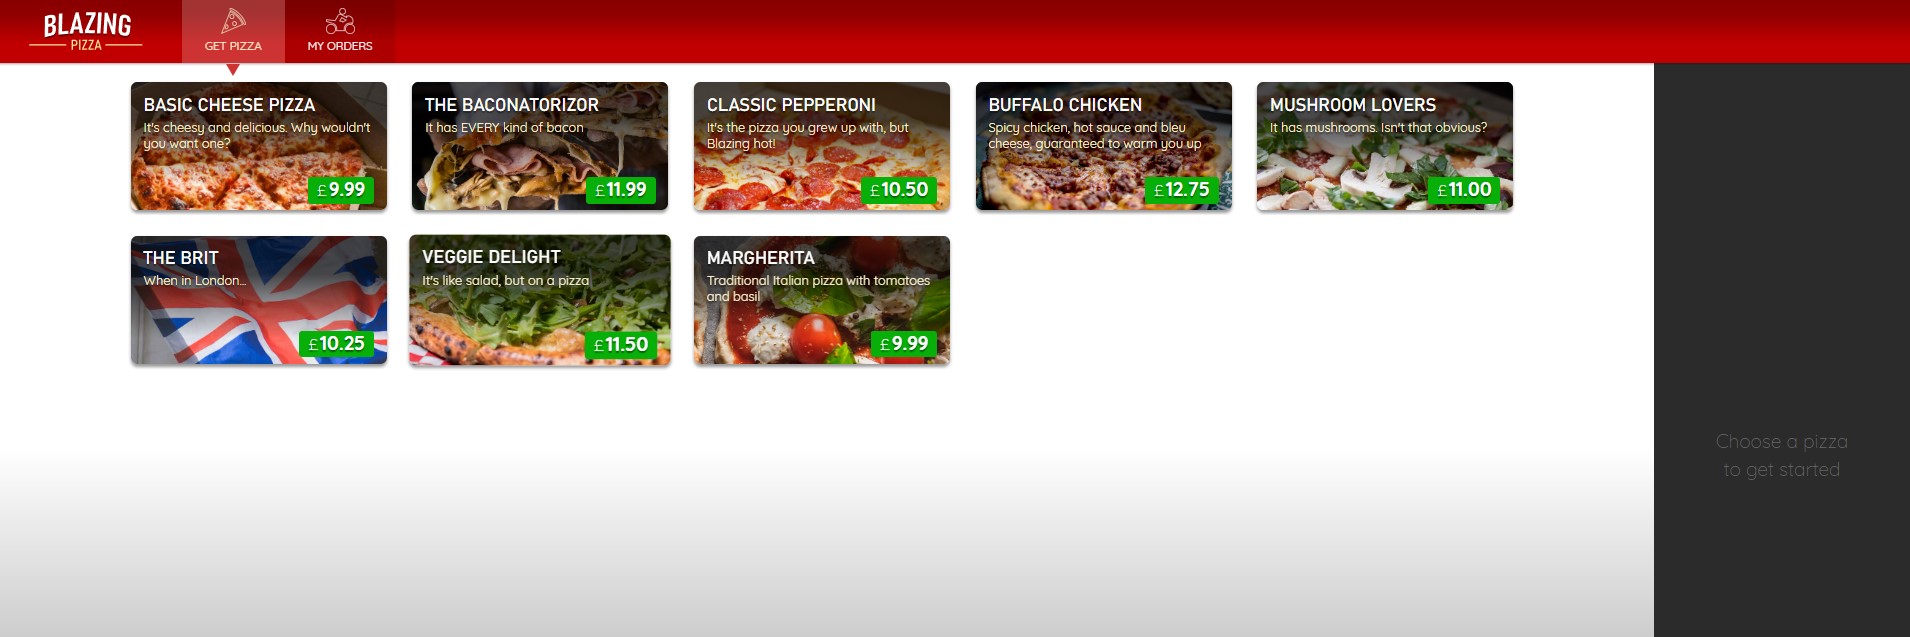 BLAZING
PIZZA
GET PIZZA
MY ORDERS
BASIC CHEESE PIZZA
It's cheesy and delicious. Why wouldn't
you want one?
£9.99
THE BACONATORIZOR
It has EVERY kind of bacon
£11.99
CLASSIC PEPPERONI
It's the pizza you grew up with, but
Blazing hot!
£10.50
BUFFALO CHICKEN
Spicy chicken, hot sauce and bleu
cheese, guaranteed to warm you up
£12.75
MUSHROOM LOVERS
It has mushrooms. Isn't that obvious?
£11.00
THE BRIT
When in London...
£10.25
VEGGIE DELIGHT
It's like salad, but on a pizza
£11.50
MARGHERITA
Traditional Italian pizza with tomatoes
and basil
£9.99
Choose a pizza
to get started